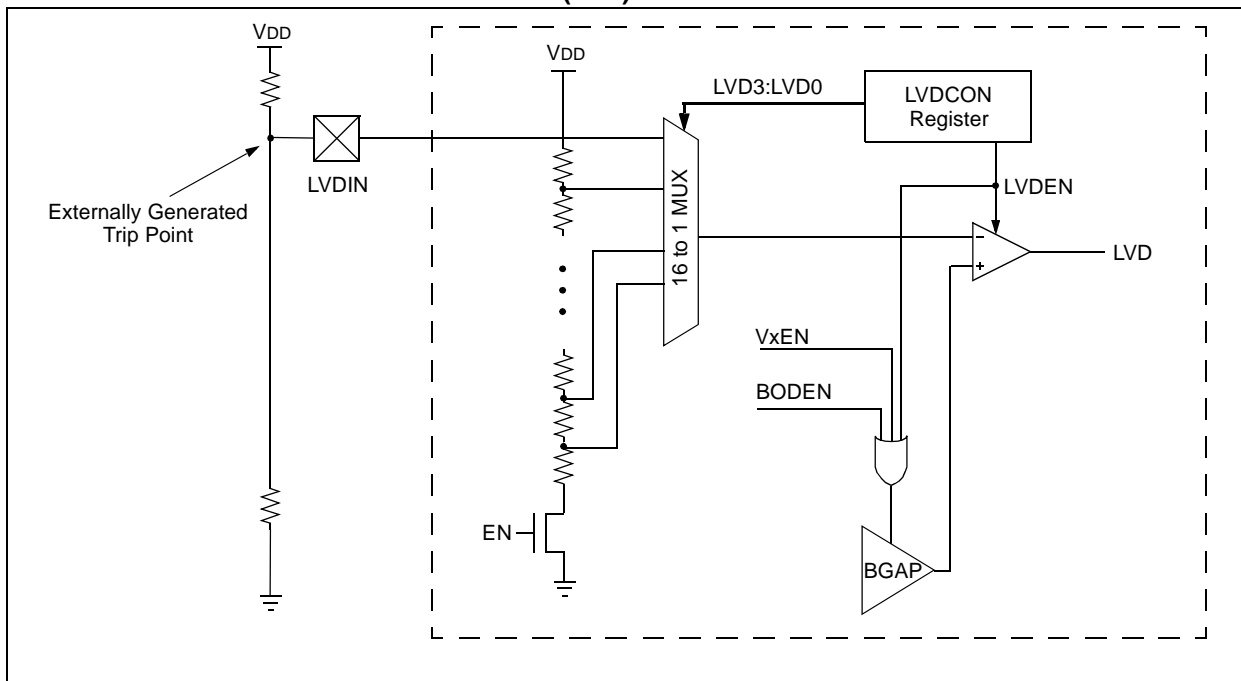 VDD
VDD
LVD3:LVD0
LVDCON
Register
LVDIN
LVDEN
Externally Generated
Trip Point
16 to 1 MUX
–
+
LVD
VxEN
BODEN
EN
BGAP